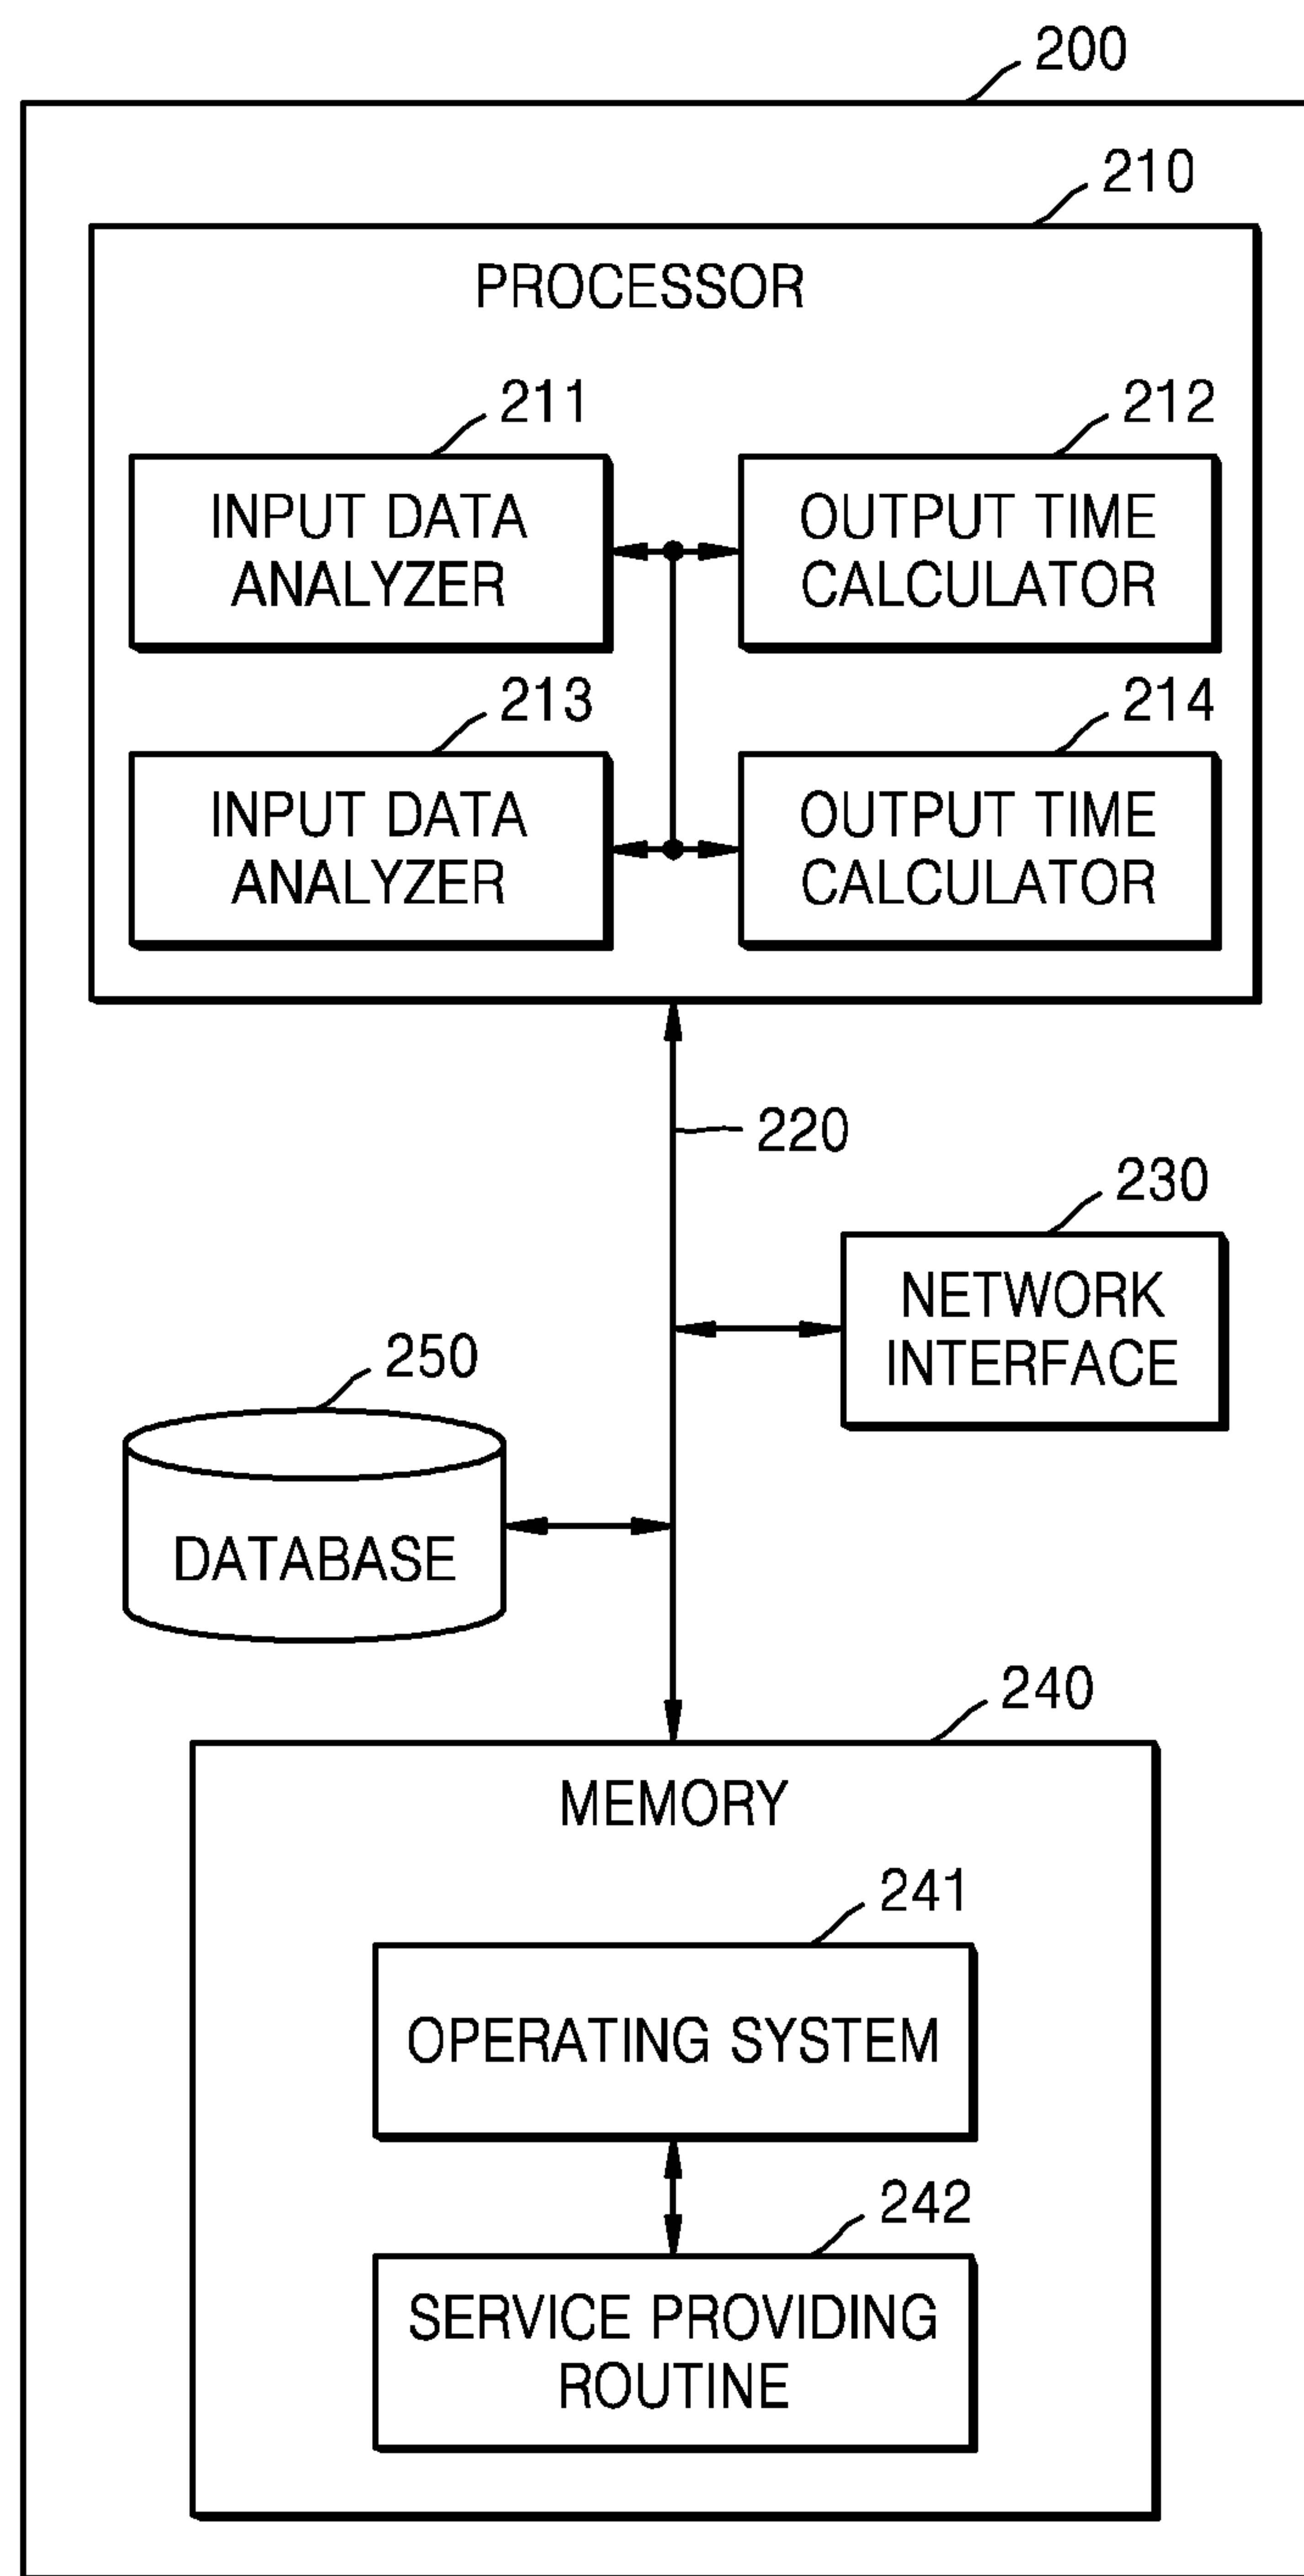 200
210
PROCESSOR
211
212
INPUT DATA
ANALYZER
OUTPUT TIME
CALCULATOR
213
214
INPUT DATA
ANALYZER
OUTPUT TIME
CALCULATOR
220
230
NETWORK
INTERFACE
250
DATABASE
240
MEMORY
241
OPERATING SYSTEM
242
SERVICE PROVIDING
ROUTINE